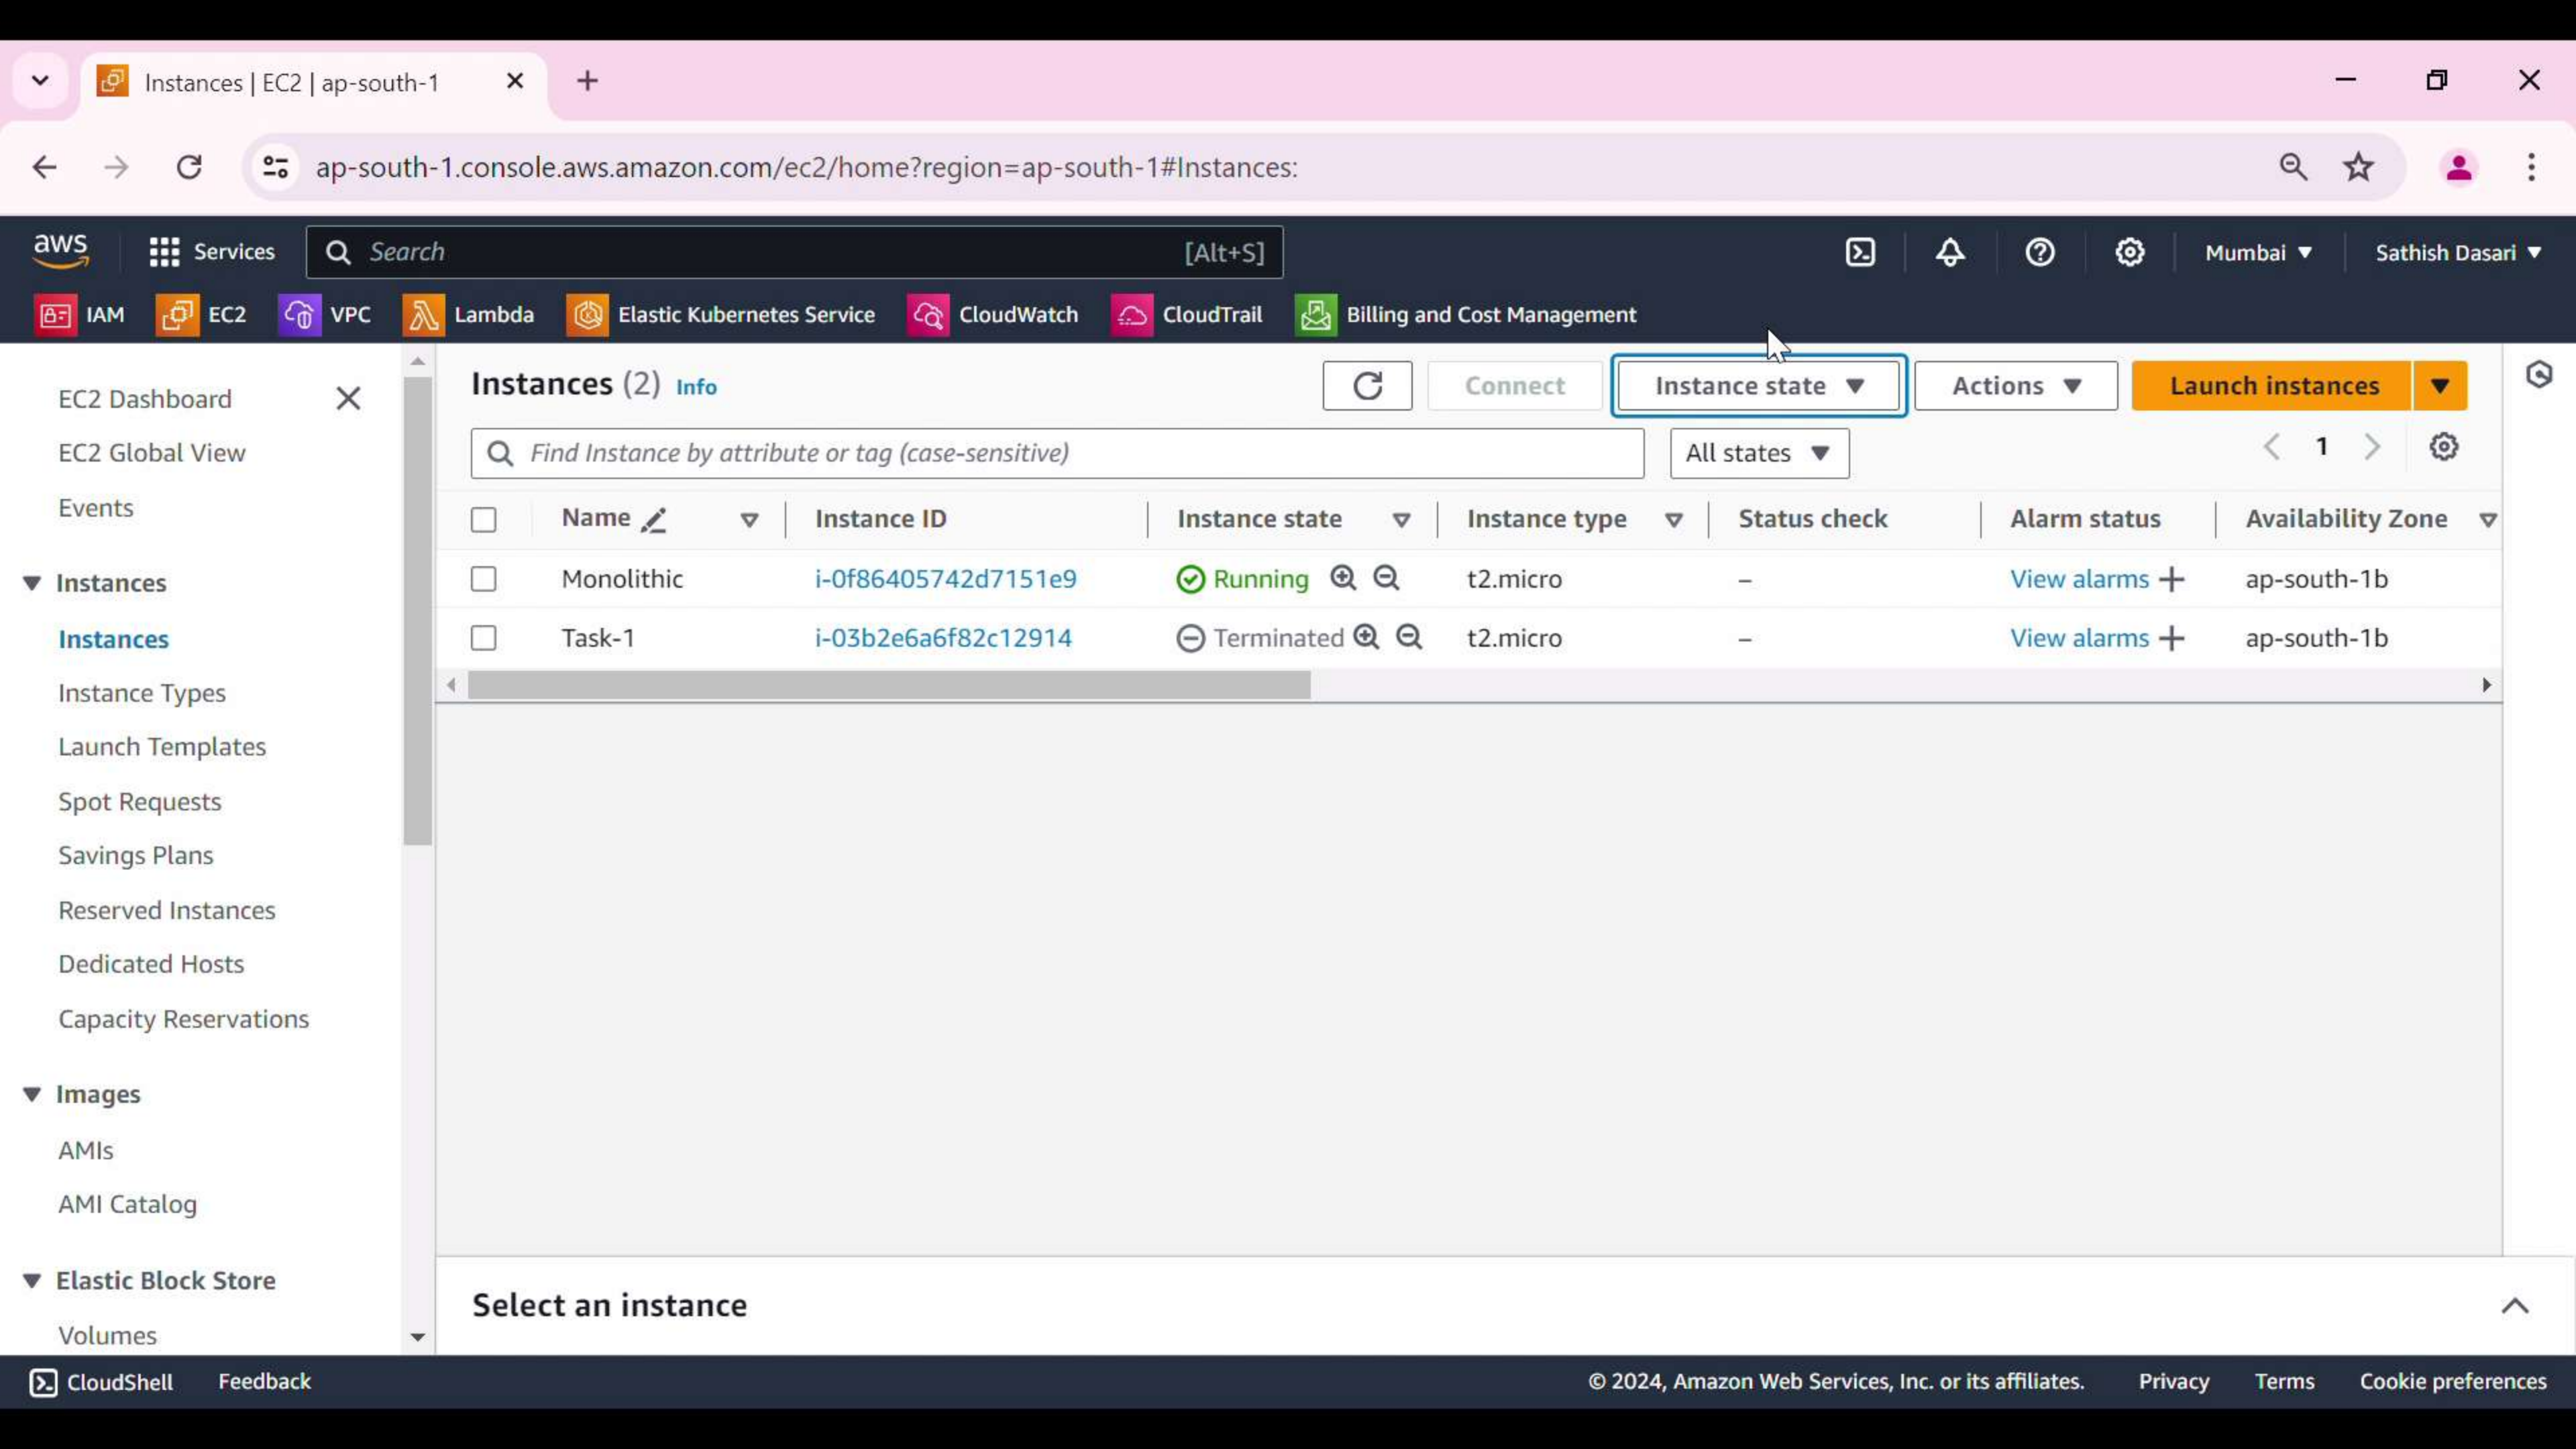 Instances | EC2 | ap-south-1
ap-south-1.console.aws.amazon.com/ec2/home?region=ap-south-1#Instances:
aws Services Search [Alt+S] Mumbai Sathish Dasari
IAM EC2 VPC Lambda Elastic Kubernetes Service CloudWatch CloudTrail Billing and Cost Management
EC2 Dashboard
EC2 Global View
Events
Instances
Instances
Instance Types
Launch Templates
Spot Requests
Savings Plans
Reserved Instances
Dedicated Hosts
Capacity Reservations
Images
AMIs
AMI Catalog
Elastic Block Store
Volumes
Instances (2) Info Connect Instance state Actions Launch instances
Find Instance by attribute or tag (case-sensitive) All states 1
Name Instance ID Instance state Instance type Status check Alarm status Availability Zone
Monolithic i-0f86405742d7151e9 Running t2.micro – View alarms + ap-south-1b
Task-1 i-03b2e6a6f82c12914 Terminated t2.micro – View alarms + ap-south-1b
Select an instance
CloudShell Feedback © 2024, Amazon Web Services, Inc. or its affiliates. Privacy Terms Cookie preferences